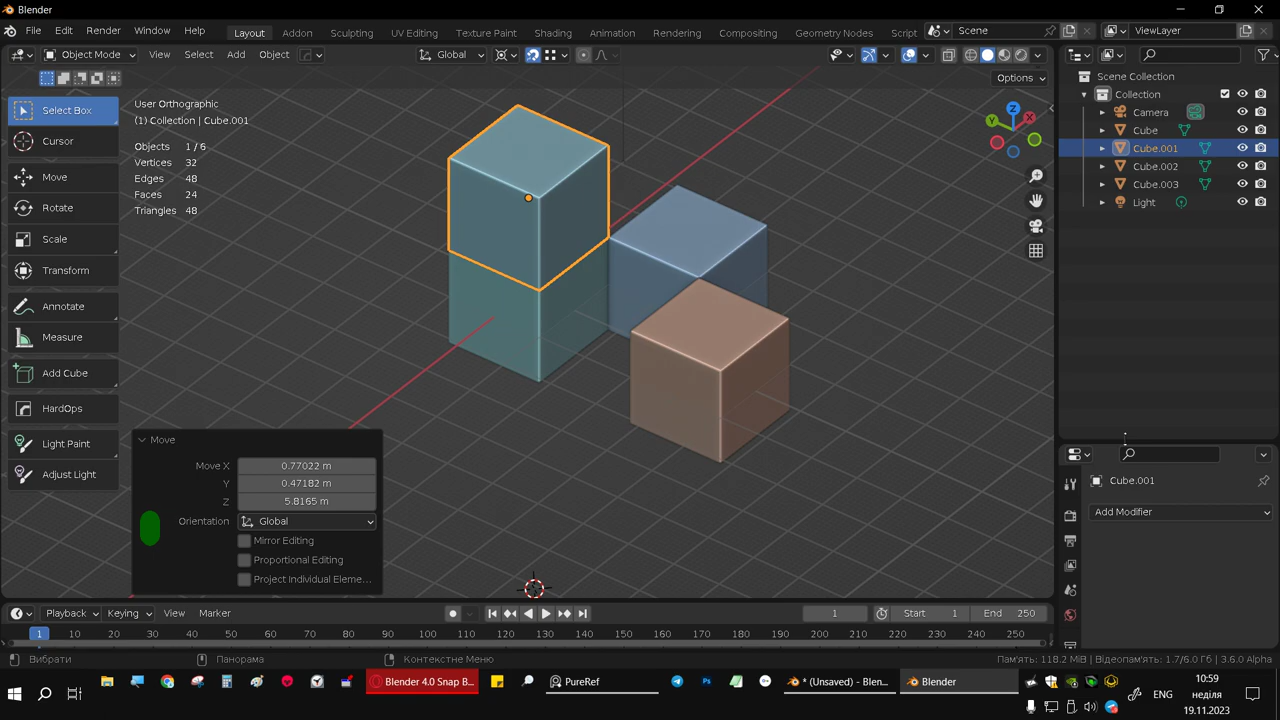 Blender
File Edit Render Window Help
Layout Addon Sculpting UV Editing Texture Paint Shading Animation Rendering Compositing Geometry Nodes Script
Scene
ViewLayer
Object Mode View Select Add Object
Global
Options
Select Box
Cursor
Move
Rotate
Scale
Transform
Annotate
Measure
Add Cube
HardOps
Light Paint
Adjust Light
User Orthographic
(1) Collection | Cube.001
Objects 1/6
Vertices 32
Edges 48
Faces 24
Triangles 48
Z
X
Y
Scene Collection
Collection
Camera
Cube
Cube.001
Cube.002
Cube.003
Light
Move
Move X 0.77022 m
Y 0.47182 m
Z 5.8165 m
Orientation Global
Mirror Editing
Proportional Editing
Project Individual Eleme...
Cube.001
Add Modifier
Playback Keying View Marker
1 Start 1 End 250
1 10 20 30 40 50 60 70 80 90 100 110 120 130 140 150 160 170 180 190 200 210 220 230 240 250
Вибрати Панорама Контекстне Меню
Пам'ять: 118.2 MiB | Відеопам'ять: 1.7/6.0 Гб | 3.6.0 Alpha
Blender 4.0 Snap B...
PureRef
* (Unsaved) - Blen...
Blender
ENG
10:59
неділя
19.11.2023